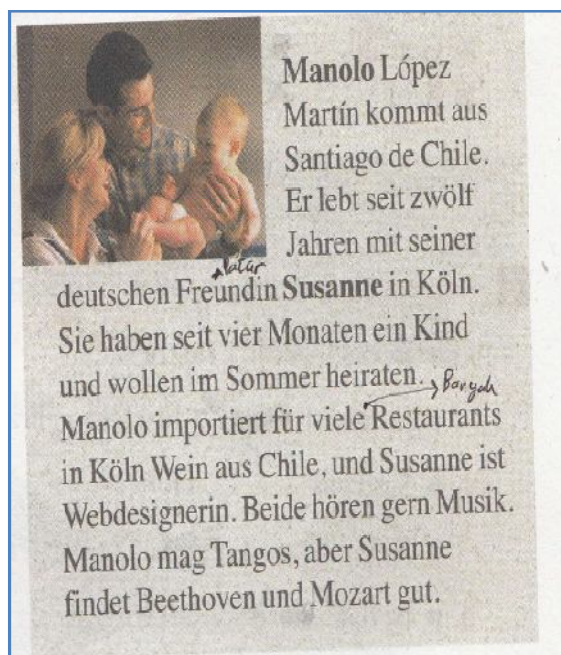 Manolo López
Martín kommt aus
Santiago de Chile.
Er lebt seit zwölf
Jahren mit seiner
deutschen Freundin Susanne in Köln.
Sie haben seit vier Monaten ein Kind
und wollen im Sommer heiraten.
Banyak
Manolo importiert für viele Restaurants
in Köln Wein aus Chile, und Susanne ist
Webdesignerin. Beide hören gern Musik.
Manolo mag Tangos, aber Susanne
findet Beethoven und Mozart gut.